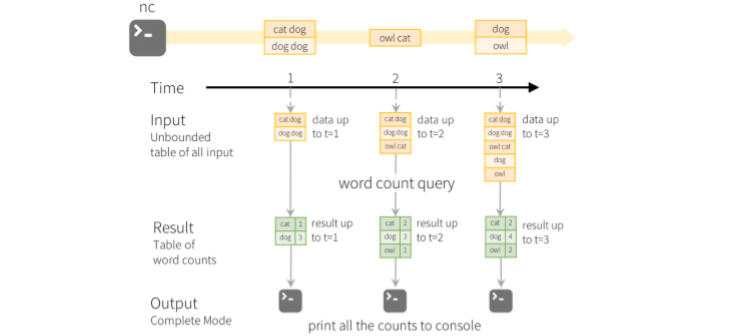 nc
cat dog
dog dog
owl cat
dog
owl
Time
1
2
3
Input
Unbounded
table of all input
cat dog
dog dog
data up
to t=1
cat dog
dog dog
owl cat
data up
to t=2
cat dog
dog dog
owl cat
dog
owl
data up
to t=3
word count query
Result
Table of
word counts
cat 1
dog 3
result up
to t=1
cat 2
dog 3
owl 1
result up
to t=2
cat 2
dog 4
owl 2
result up
to t=3
Output
Complete Mode
print all the counts to console